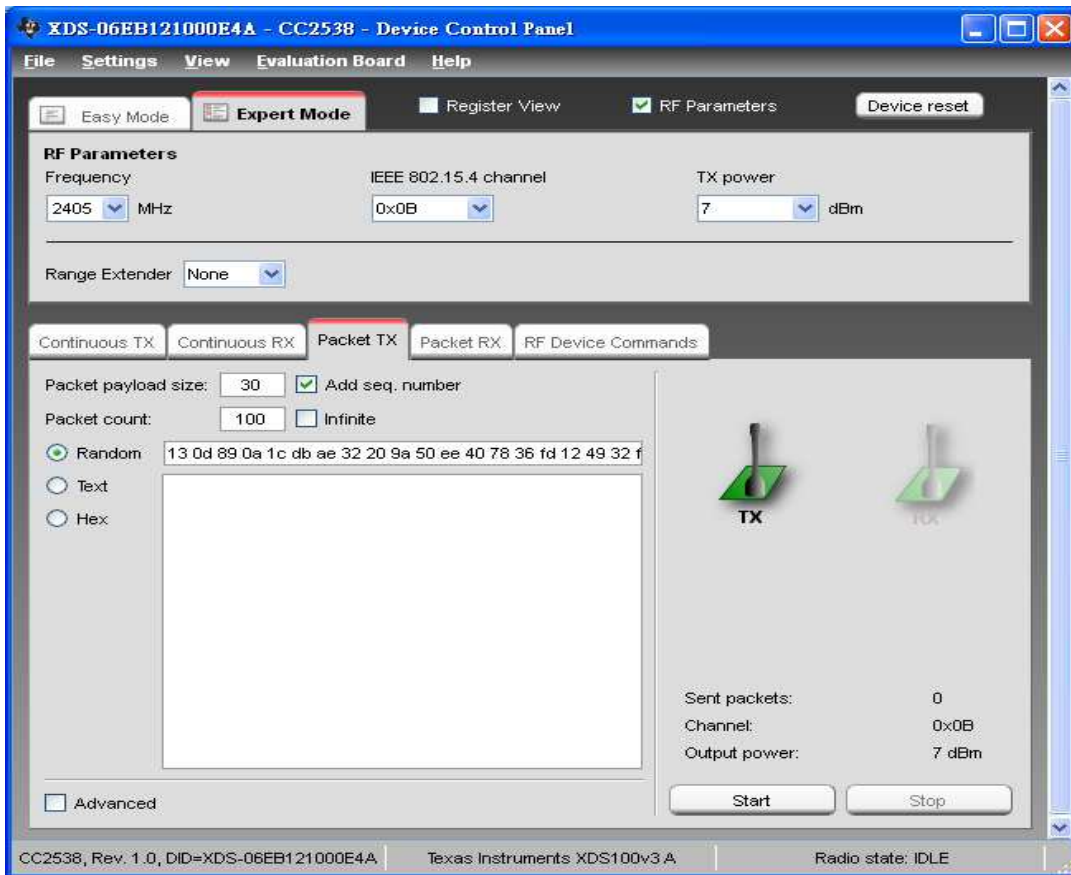 XDS-06EB121000E4A - CC2538 - Device Control Panel
File Settings View Evaluation Board Help
Easy Mode Expert Mode Register View RF Parameters Device reset
RF Parameters
Frequency IEEE 802.15.4 channel TX power
2405 MHz 0x0B 7 dBm
Range Extender None
Continuous TX Continuous RX Packet TX Packet RX RF Device Commands
Packet payload size: 30 Add seq. number
Packet count: 100 Infinite
Random 13 0d 89 0a 1c db ae 32 20 9a 50 ee 40 78 36 fd 12 49 32 f
Text
Hex
TX RX
Sent packets: 0
Channel: 0x0B
Output power: 7 dBm
Advanced Start Stop
CC2538, Rev. 1.0, DID=XDS-06EB121000E4A Texas Instruments XDS100v3 A Radio state: IDLE